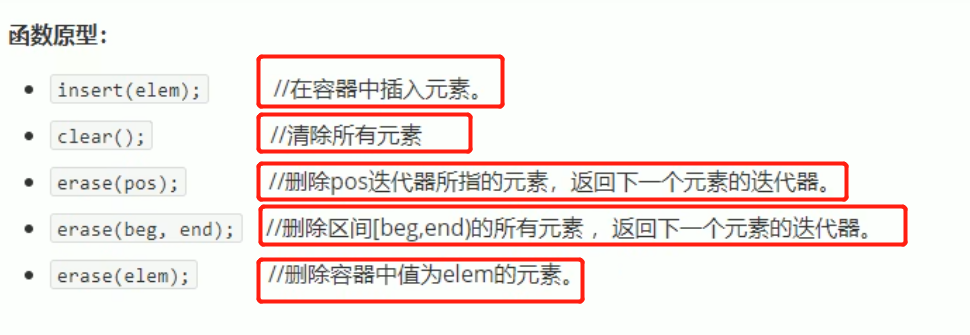 函数原型：
insert(elem); //在容器中插入元素。
clear(); //清除所有元素
erase(pos); //删除pos迭代器所指的元素，返回下一个元素的迭代器。
erase(beg, end); //删除区间[beg,end)的所有元素 ，返回下一个元素的迭代器。
erase(elem); //删除容器中值为elem的元素。